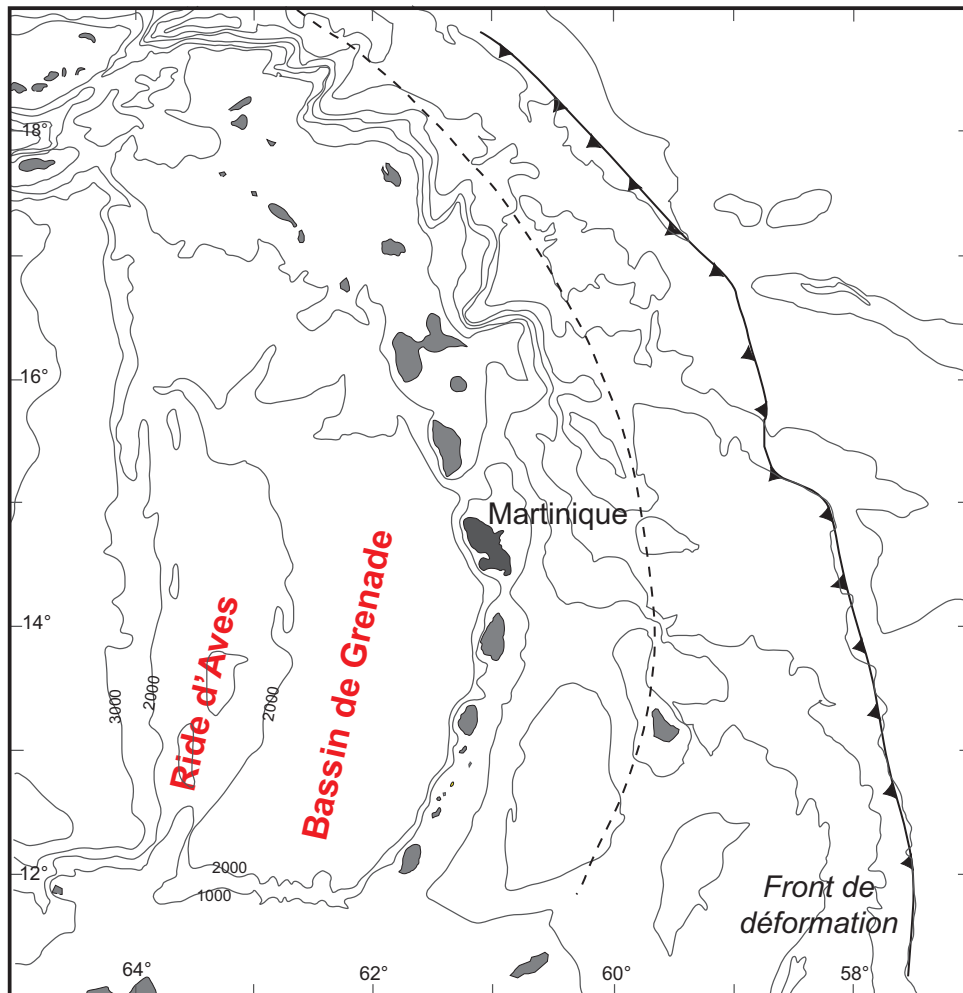 18°
16°
Martinique
14°
Ride d'Aves
Bassin de Grenade
3000
2000
2000
12°
2000
1000
Front de
déformation
64°
62°
60°
58°